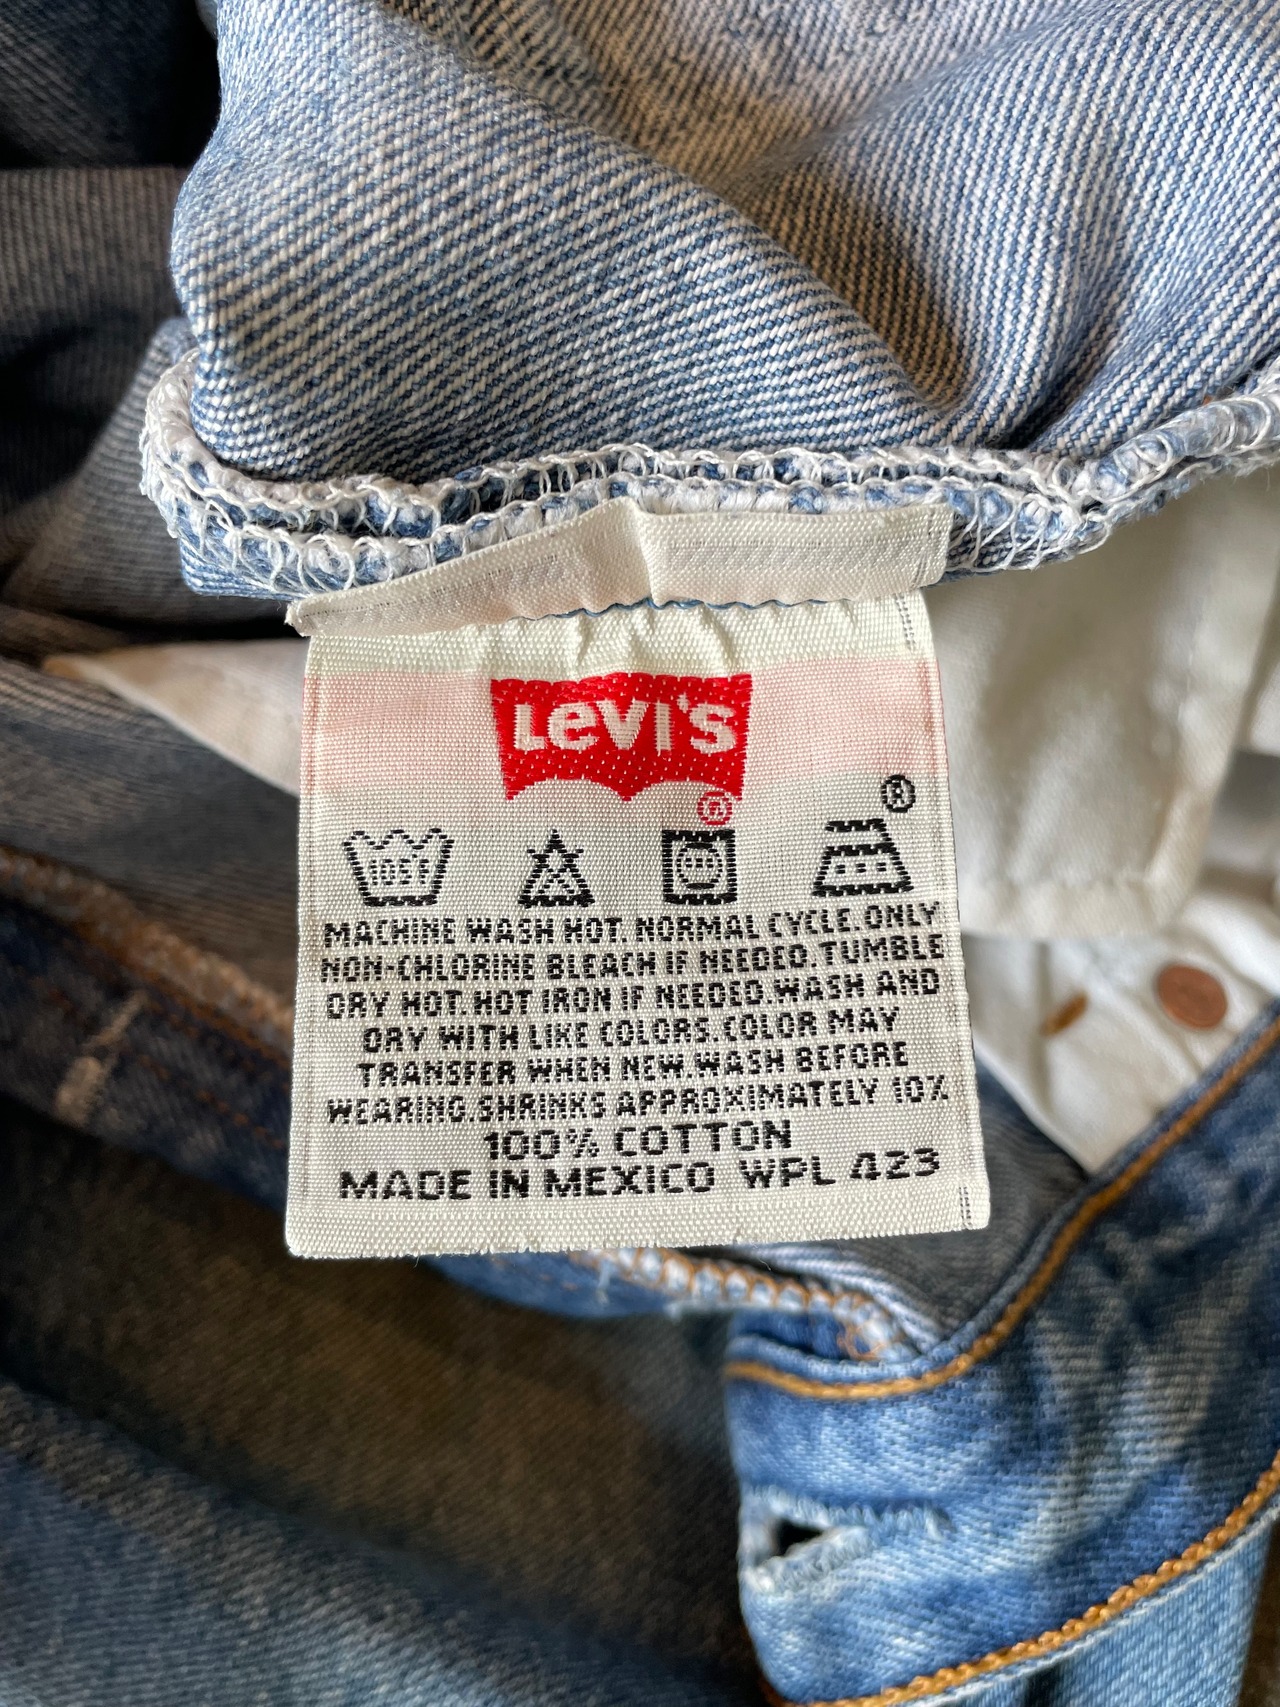 Levi's
®
®
105F
MACHINE WASH HOT. NORMAL CYCLE. ONLY
NON-CHLORINE BLEACH IF NEEDED. TUMBLE
DRY HOT. HOT IRON IF NEEDED. WASH AND
DRY WITH LIKE COLORS. COLOR MAY
TRANSFER WHEN NEW. WASH BEFORE
WEARING. SHRINKS APPROXIMATELY 10%
100% COTTON
MADE IN MEXICO WPL 423